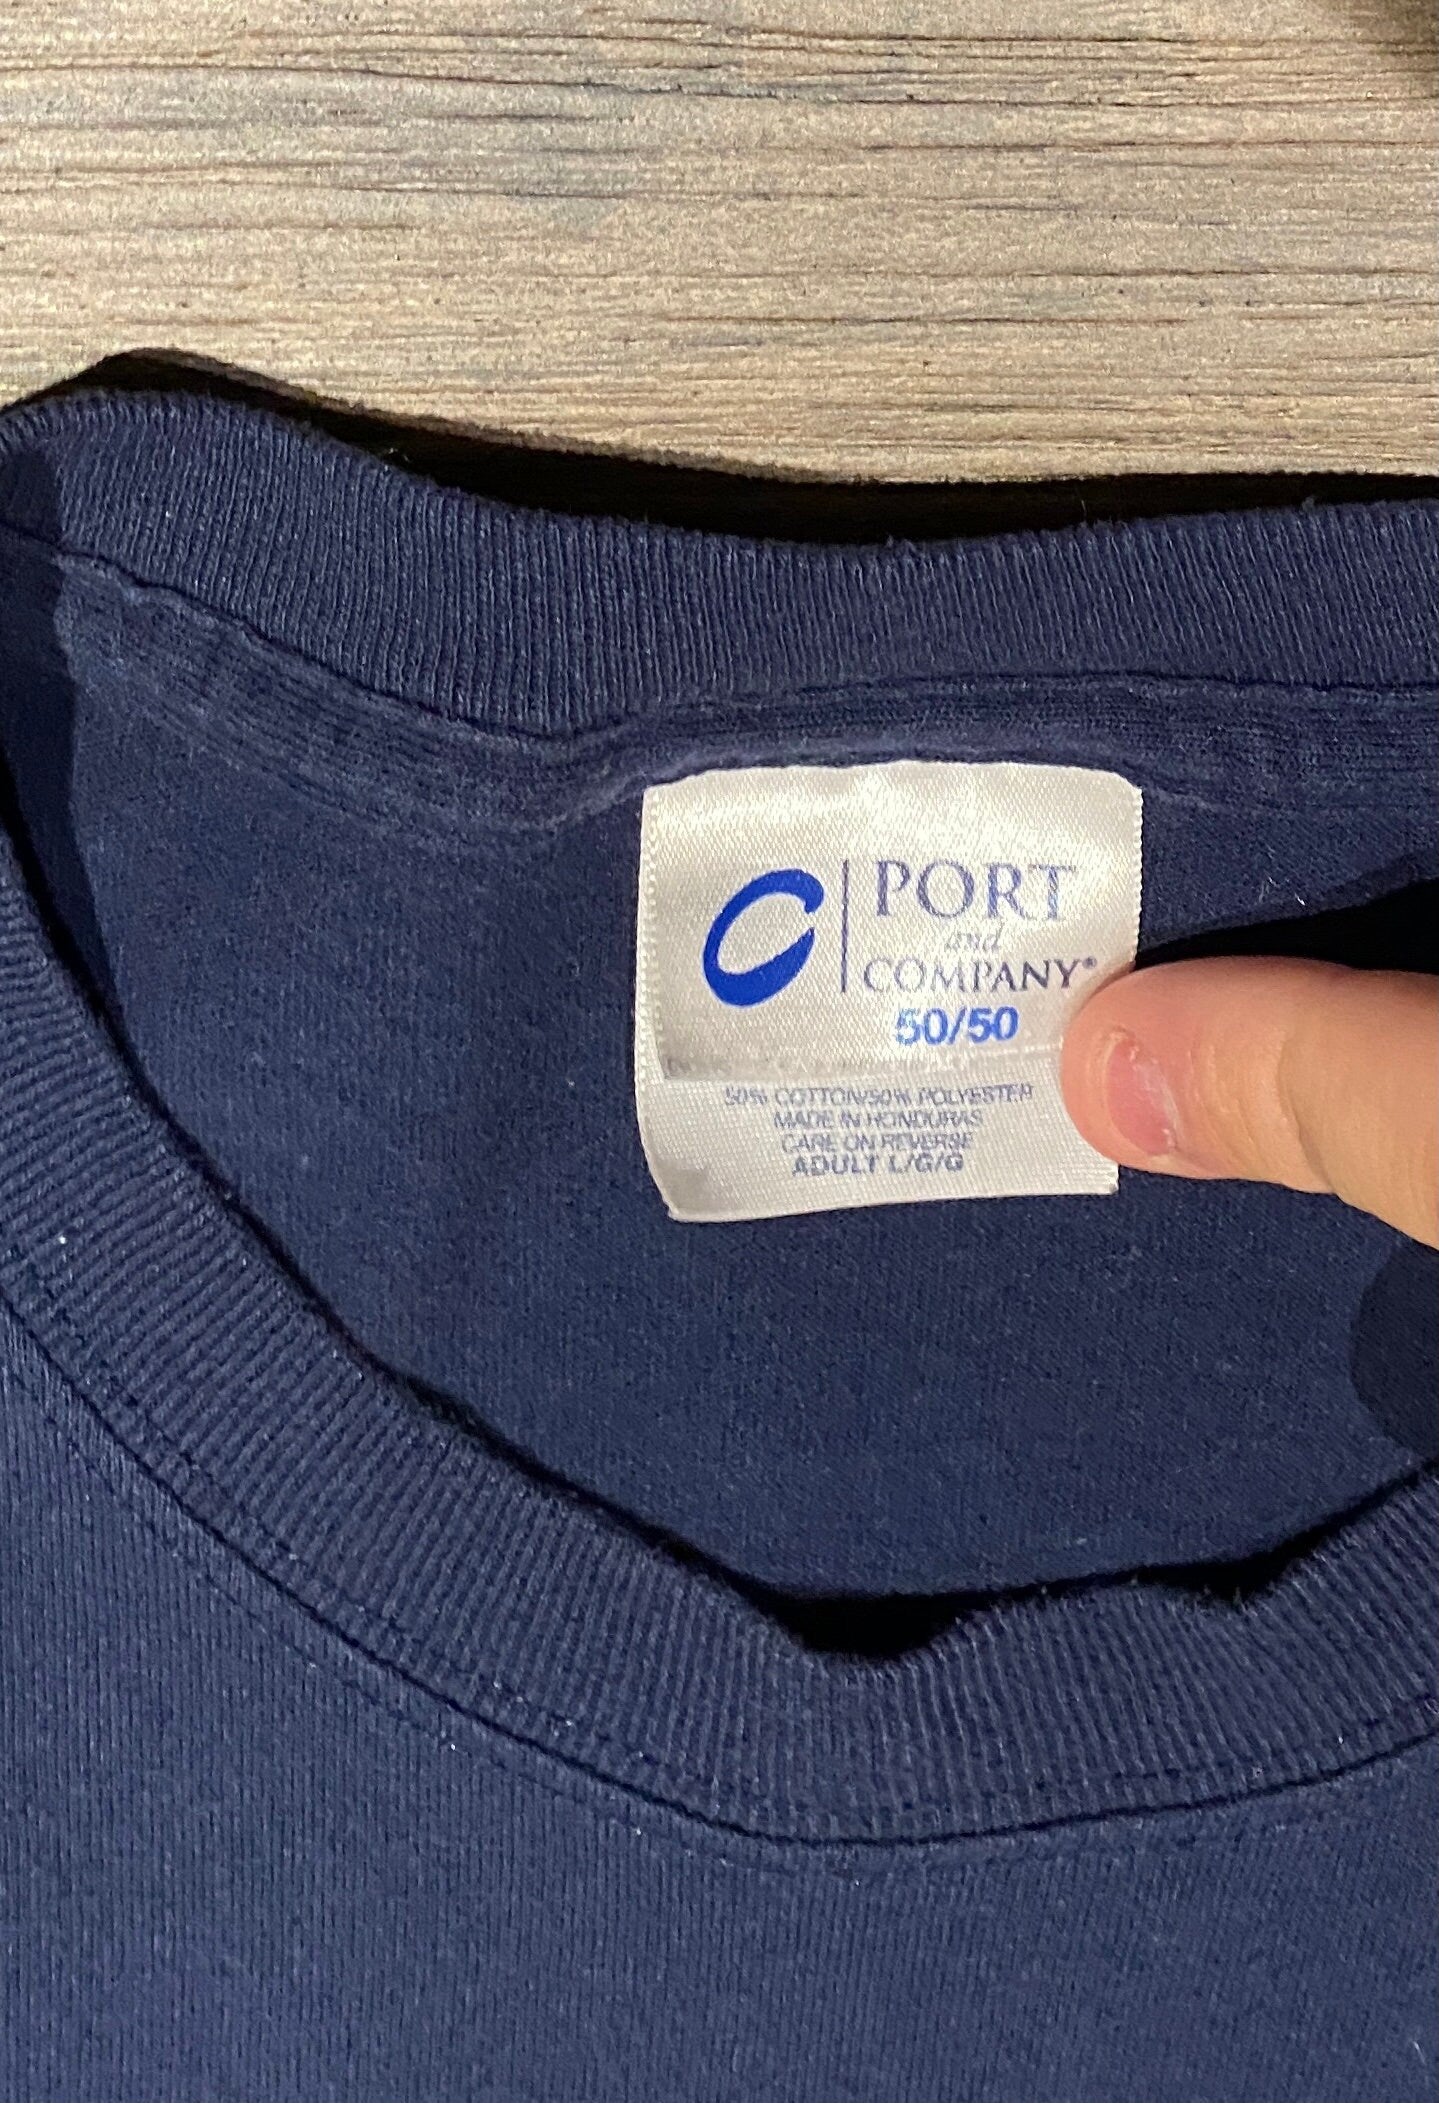 PORT
and
COMPANY®
50/50
50% COTTON/50% POLYESTER
MADE IN HONDURAS
CARE ON REVERSE
ADULT L/G/G